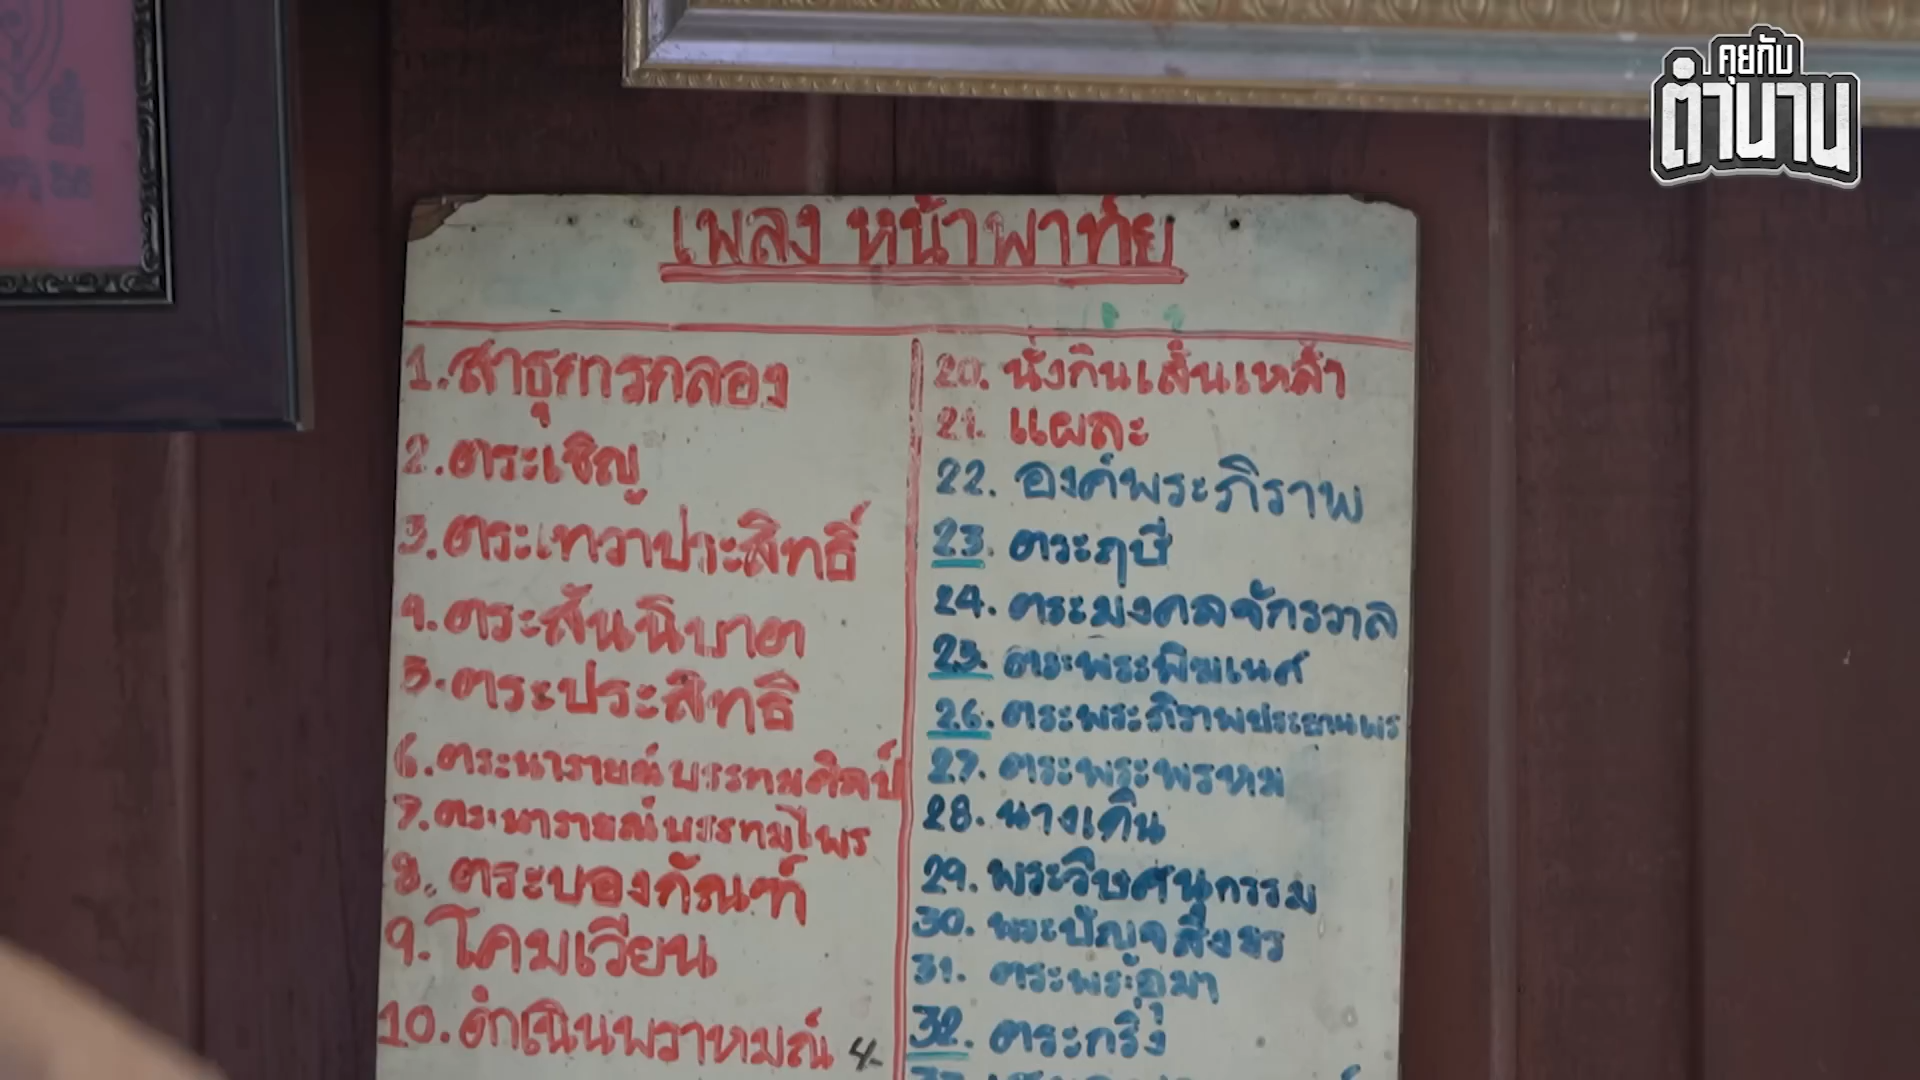 คุยกับ
ตำนาน
เพลง หน้าพาทย์
1. สาธุการกลอง
2. ตระเชิญ
3. ตระเทวาประสิทธิ์
4. ตระสันนิบาต
5. ตระประสิทธิ
6. ตระนารายณ์บรรทมศิลป์
7. ตระนารายณ์บรรทมไพร
8. ตระบองกัณฑ์
9. โคมเวียน
10. ดำเนินพราหมณ์ 4-
20. นั่งกินเส้นเหล้า
21. แผละ
22. องค์พระภิราพ
23. ตระฤษี
24. ตระมงคลจักรวาล
25. ตระพระพิฆเนศ
26. ตระพระภิราพประธานพร
27. ตระพระพรหม
28. นางเดิน
29. พระวิษศนุกรรม
30. พระปัญจสิงขร
31. ตระพระอุมา
32. ตระกริ่ง